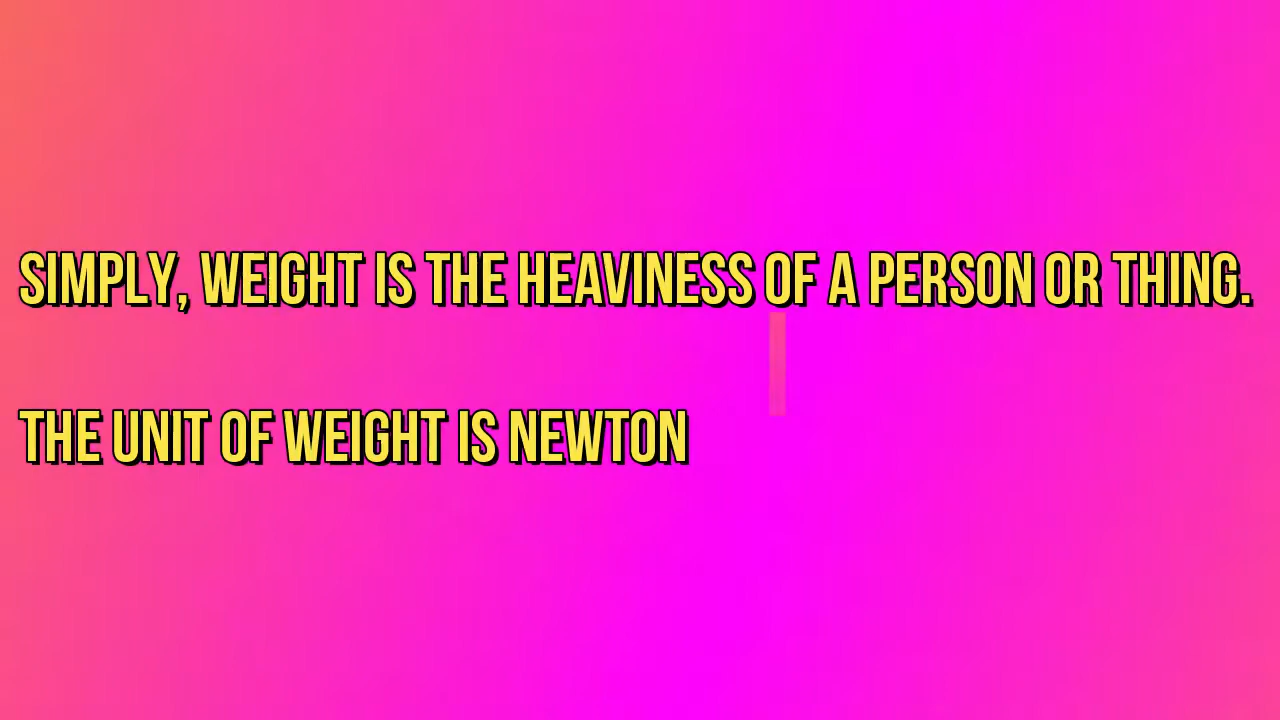 SIMPLY, WEIGHT IS THE HEAVINESS OF A PERSON OR THING.
THE UNIT OF WEIGHT IS NEWTON